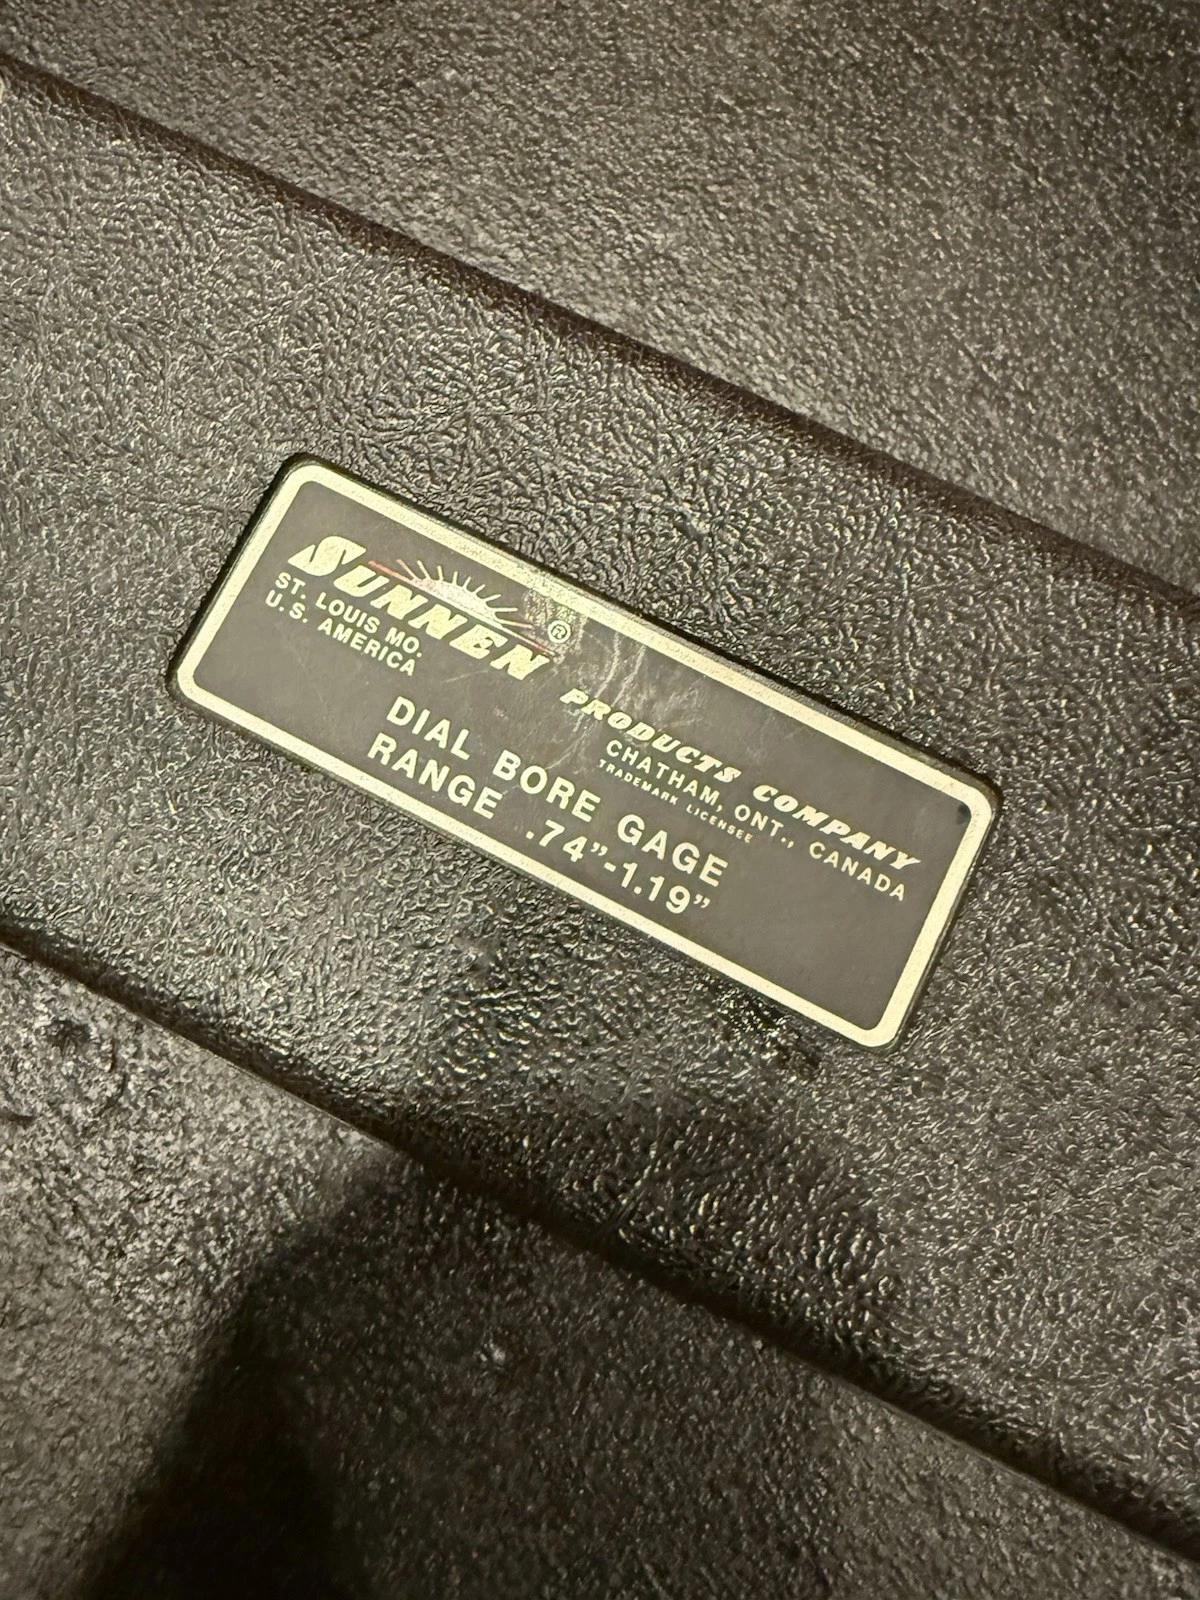 SUNNEN® PRODUCTS COMPANY
ST. LOUIS MO.
U.S. AMERICA
CHATHAM, ONT., CANADA
TRADEMARK LICENSEE
DIAL BORE GAGE
RANGE .74”-1.19”